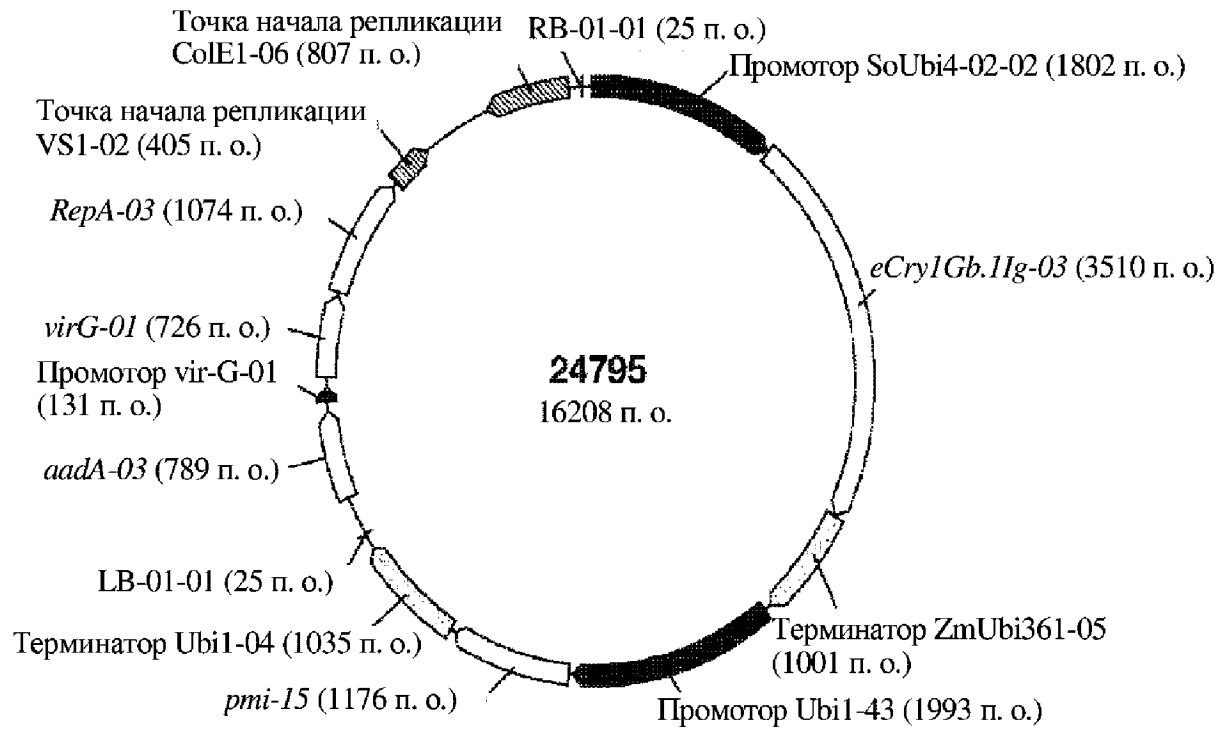 Точка начала репликации
ColE1-06 (807 п. о.)
RB-01-01 (25 п. о.)
Промотор SoUbi4-02-02 (1802 п. о.)
Точка начала репликации
VS1-02 (405 п. о.)
RepA-03 (1074 п. о.)
eCry1Gb.1Ig-03 (3510 п. о.)
virG-01 (726 п. о.)
Промотор vir-G-01
(131 п. о.)
24795
16208 п. о.
aadA-03 (789 п. о.)
LB-01-01 (25 п. о.)
Терминатор Ubi1-04 (1035 п. о.)
Терминатор ZmUbi361-05
(1001 п. о.)
pmi-15 (1176 п. о.)
Промотор Ubi1-43 (1993 п. о.)